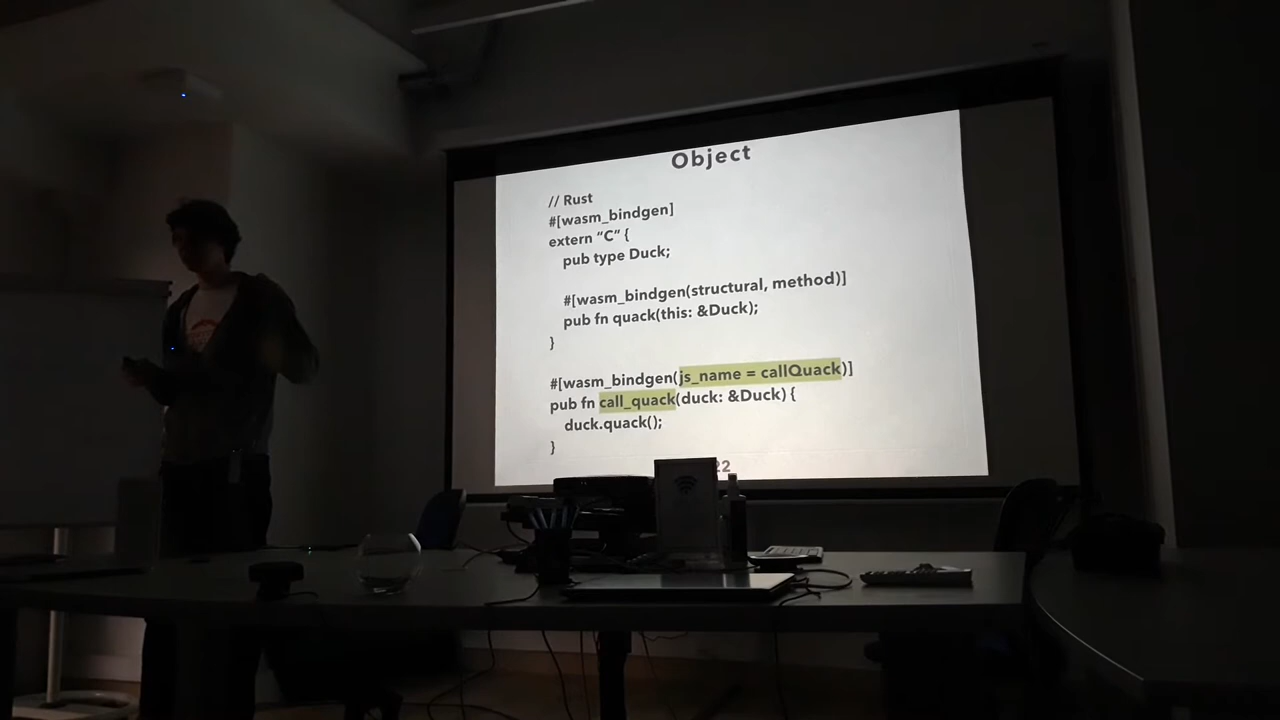 Object
// Rust
#[wasm_bindgen]
extern “C” {
pub type Duck;
#[wasm_bindgen(structural, method)]
pub fn quack(this: &Duck);
}
#[wasm_bindgen(js_name = callQuack)]
pub fn call_quack(duck: &Duck) {
duck.quack();
}
22